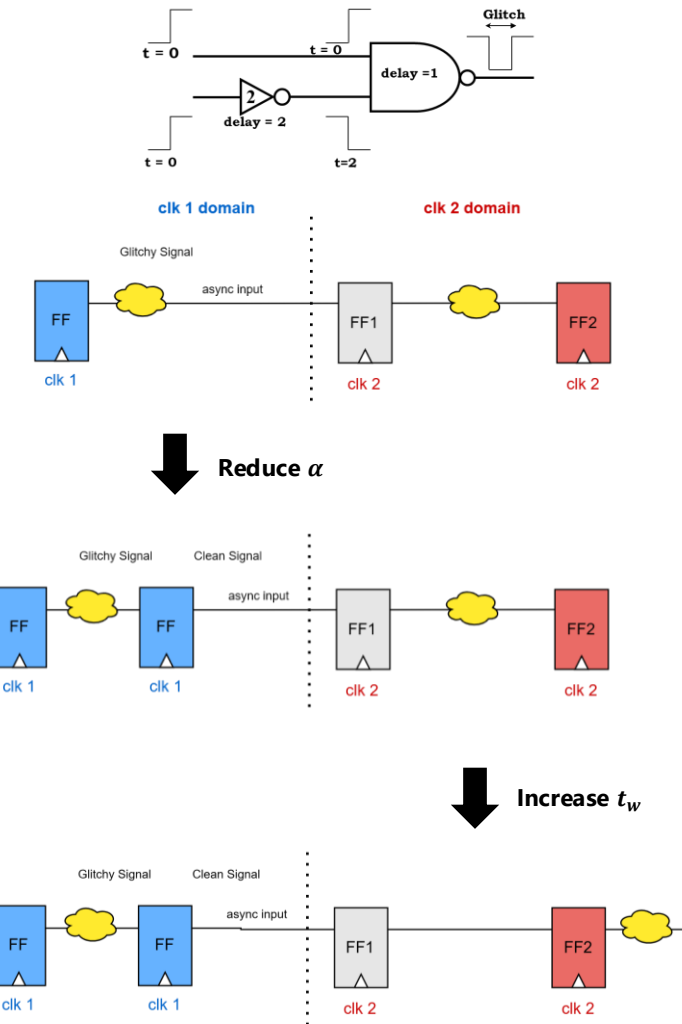 Glitch
t = 0
t = 0
delay =1
2
delay = 2
t = 0
t=2
clk 1 domain
clk 2 domain
Glitchy Signal
async input
FF
FF1
FF2
clk 1
clk 2
clk 2
Reduce α
Glitchy Signal
Clean Signal
async input
FF
FF
FF1
FF2
clk 1
clk 1
clk 2
clk 2
Increase t_w
Glitchy Signal
Clean Signal
async input
FF
FF
FF1
FF2
clk 1
clk 1
clk 2
clk 2